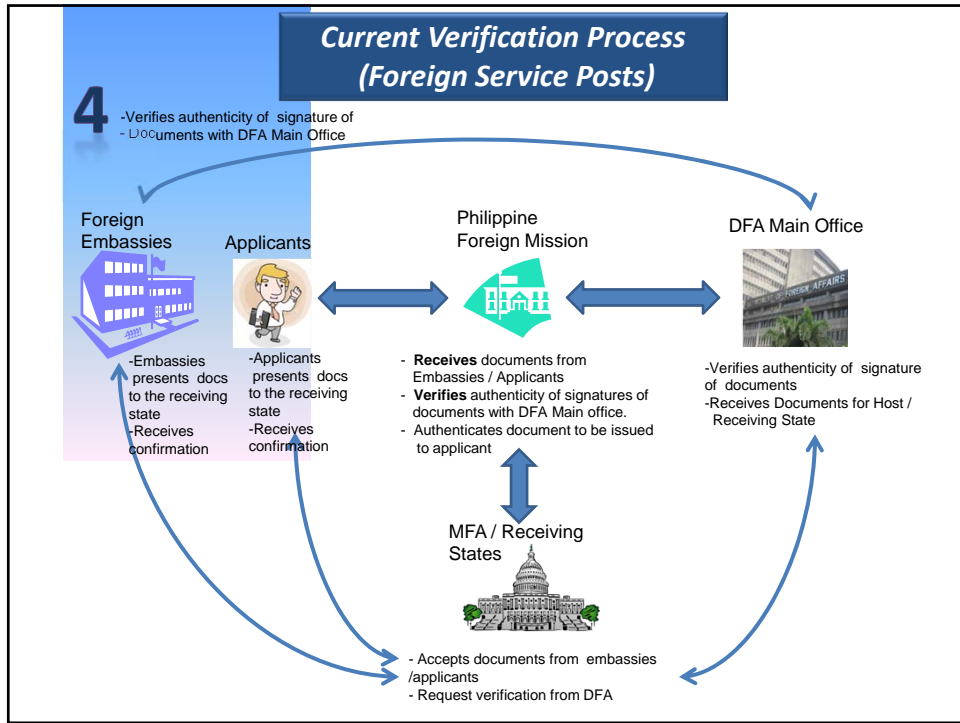 Current Verification Process
(Foreign Service Posts)
4
-Verifies authenticity of signature of
- Documents with DFA Main Office
Foreign
Embassies
Applicants
Philippine
Foreign Mission
DFA Main Office
OF FOREIGN AFFAIRS
-Embassies
presents docs
to the receiving
state
-Receives
confirmation
-Applicants
presents docs
to the receiving
state
-Receives
confirmation
- Receives documents from
Embassies / Applicants
- Verifies authenticity of signatures of
documents with DFA Main office.
- Authenticates document to be issued
to applicant
-Verifies authenticity of signature
of documents
-Receives Documents for Host /
Receiving State
MFA / Receiving
States
- Accepts documents from embassies
/applicants
- Request verification from DFA